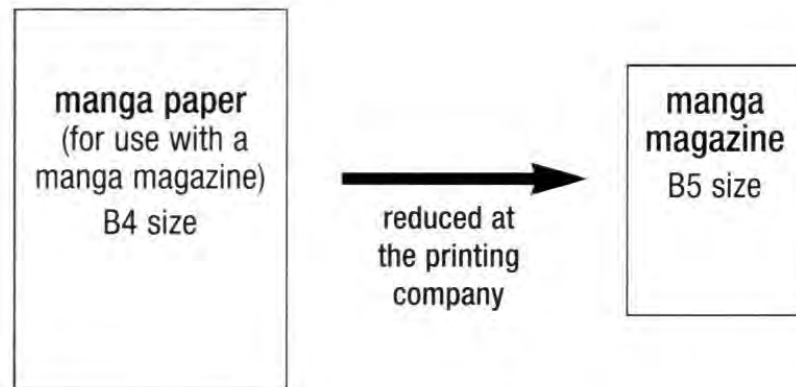 manga paper
(for use with a
manga magazine)
B4 size
reduced at
the printing
company
manga
magazine
B5 size